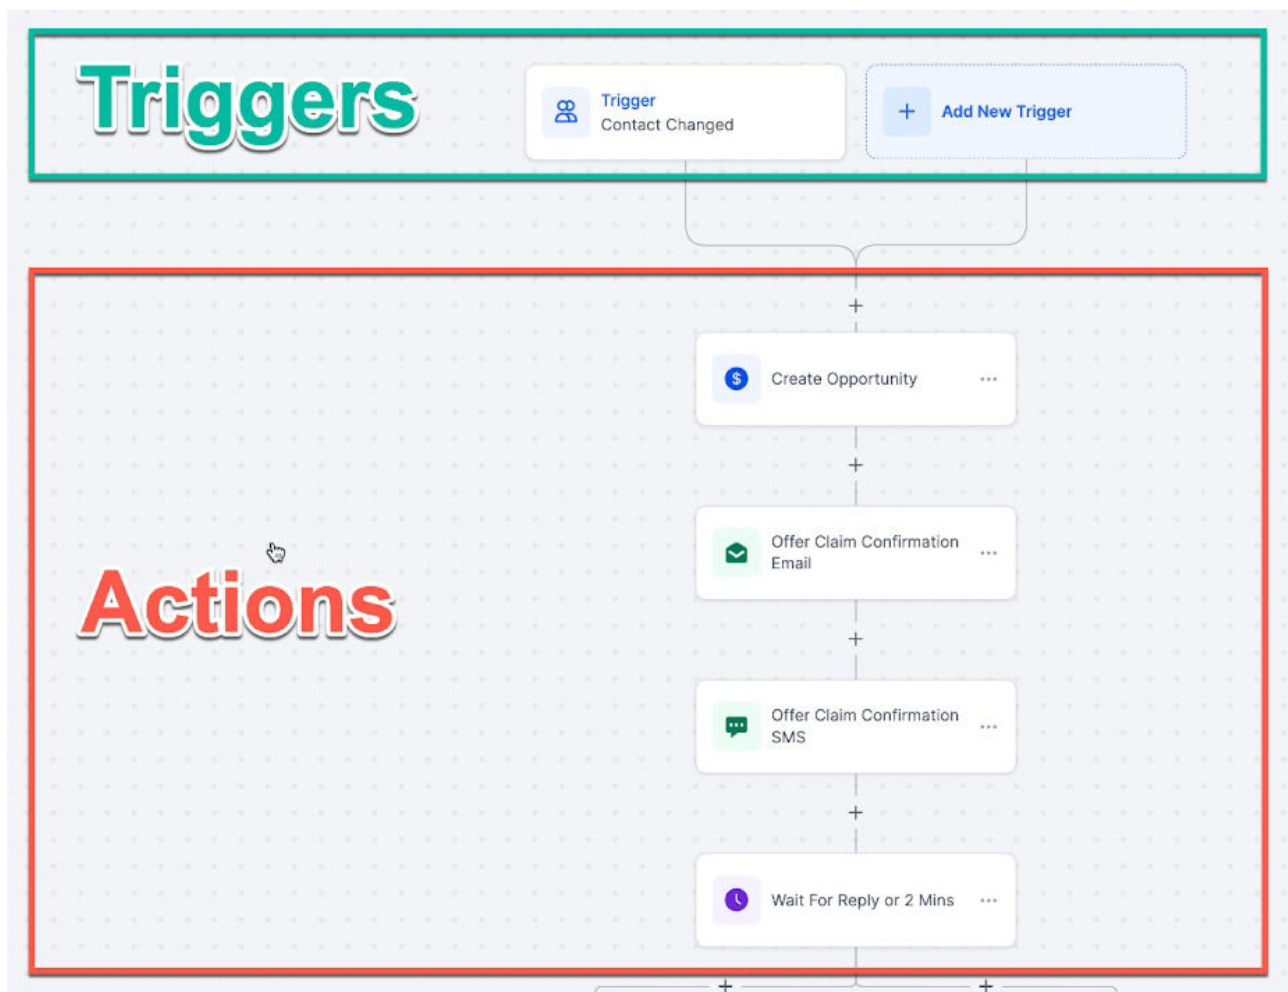 Triggers
Trigger
Contact Changed
Add New Trigger
Create Opportunity
Offer Claim Confirmation
Email
Actions
Offer Claim Confirmation
SMS
Wait For Reply or 2 Mins